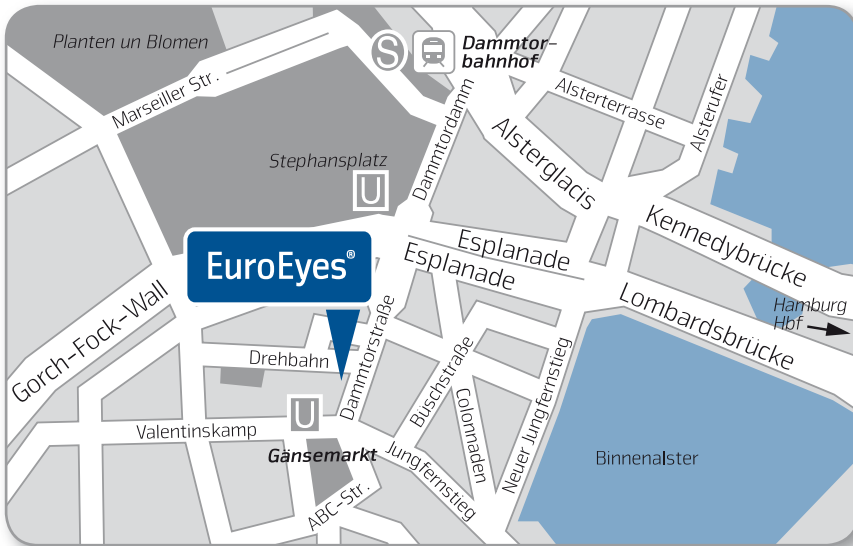 Planten un Blomen
Marseiller Str.
S
Dammtor-
bahnhof
Alsterterrasse
Alsterufer
Alsterglacis
Dammtordamm
Stephansplatz
U
Kennedybrücke
Esplanade
Esplanade
EuroEyes®
Gorch-Fock-Wall
Lombardsbrücke
Hamburg
Hbf
Drehbahn
Dammtorstraße
Büschstraße
Colonnaden
Neuer Jungfernstieg
U
Valentinskamp
Gänsemarkt
Jungfernstieg
Binnenalster
ABC-Str.